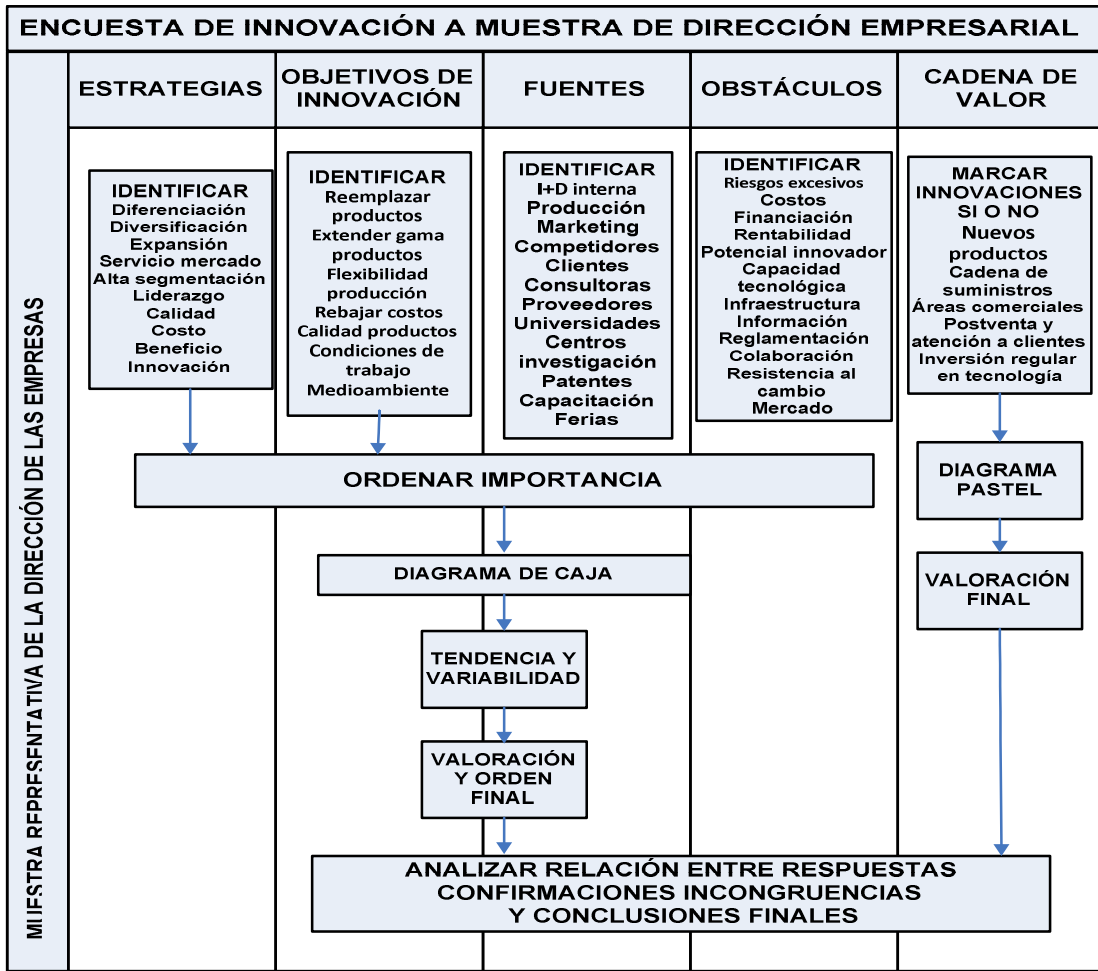 ENCUESTA DE INNOVACIÓN A MUESTRA DE DIRECCIÓN EMPRESARIAL
MUESTRA REPRESENTATIVA DE LA DIRECCIÓN DE LAS EMPRESAS
ESTRATEGIAS
OBJETIVOS DE
INNOVACIÓN
FUENTES
OBSTÁCULOS
CADENA DE
VALOR
IDENTIFICAR
Diferenciación
Diversificación
Expansión
Servicio mercado
Alta segmentación
Liderazgo
Calidad
Costo
Beneficio
Innovación
IDENTIFICAR
Reemplazar
productos
Extender gama
productos
Flexibilidad
producción
Rebajar costos
Calidad productos
Condiciones de
trabajo
Medioambiente
IDENTIFICAR
I+D interna
Producción
Marketing
Competidores
Clientes
Consultoras
Proveedores
Universidades
Centros
investigación
Patentes
Capacitación
Ferias
IDENTIFICAR
Riesgos excesivos
Costos
Financiación
Rentabilidad
Potencial innovador
Capacidad
tecnológica
Infraestructura
Información
Reglamentación
Colaboración
Resistencia al
cambio
Mercado
MARCAR
INNOVACIONES
SI O NO
Nuevos
productos
Cadena de
suministros
Áreas comerciales
Postventa y
atención a clientes
Inversión regular
en tecnología
ORDENAR IMPORTANCIA
DIAGRAMA
PASTEL
DIAGRAMA DE CAJA
VALORACIÓN
FINAL
TENDENCIA Y
VARIABILIDAD
VALORACIÓN
Y ORDEN
FINAL
ANALIZAR RELACIÓN ENTRE RESPUESTAS
CONFIRMACIONES INCONGRUENCIAS
Y CONCLUSIONES FINALES